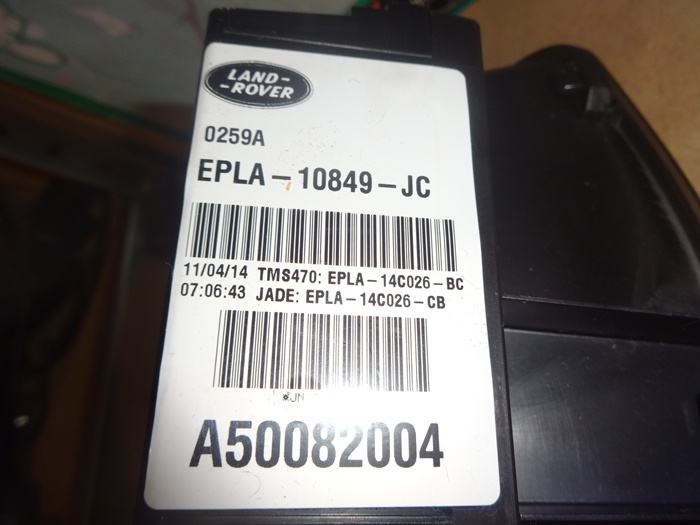 LAND-
-ROVER
0259A
EPLA-10849-JC
11/04/14 TMS470: EPLA-14C026-BC
07:06:43 JADE: EPLA-14C026-CB
JN
A50082004